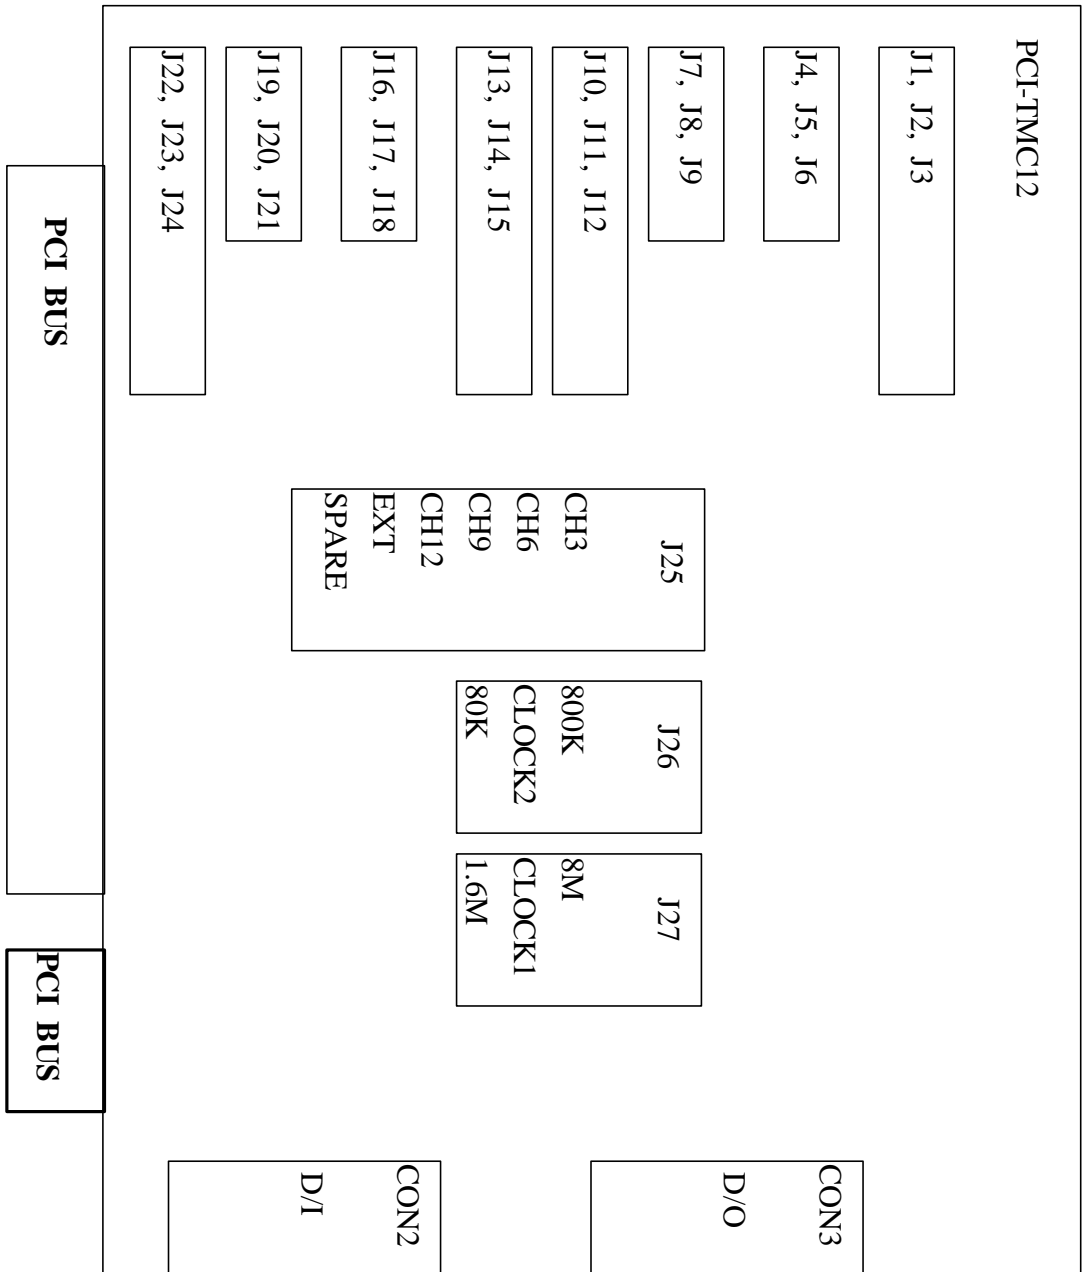 PCI-TMC12
J1, J2, J3
J4, J5, J6
J7, J8, J9
J10, J11, J12
J13, J14, J15
J16, J17, J18
J19, J20, J21
J22, J23, J24
J25
CH3
CH6
CH9
CH12
EXT
SPARE
J26
800K
CLOCK2
80K
J27
8M
CLOCK1
1.6M
CON3
D/O
CON2
D/I
PCI BUS
PCI BUS